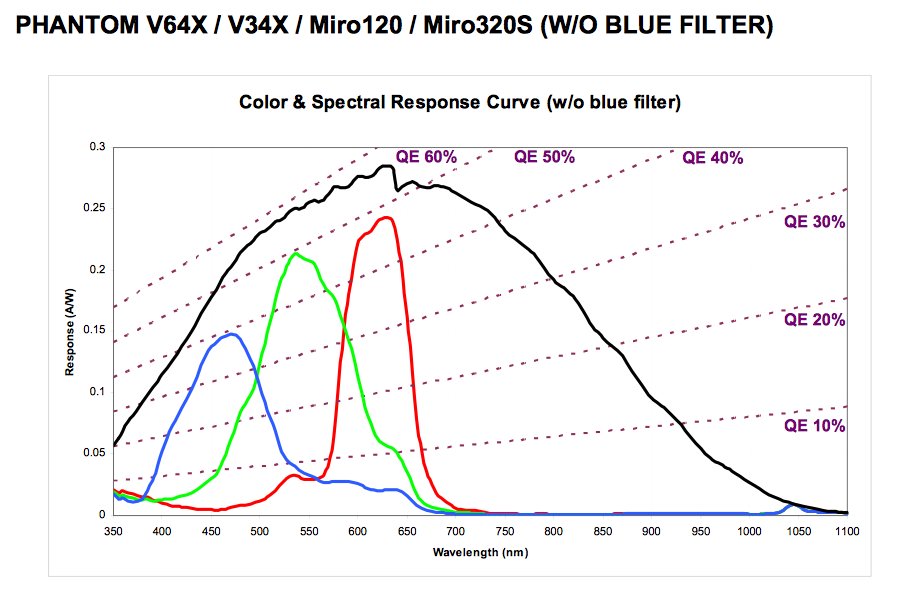 PHANTOM V64X / V34X / Miro120 / Miro320S (W/O BLUE FILTER)
Color & Spectral Response Curve (w/o blue filter)
0.3
QE 60%
QE 50%
QE 40%
0.25
QE 30%
0.2
QE 20%
0.15
Response (A/W)
0.1
QE 10%
0.05
0
350 400 450 500 550 600 650 700 750 800 850 900 950 1000 1050 1100
Wavelength (nm)